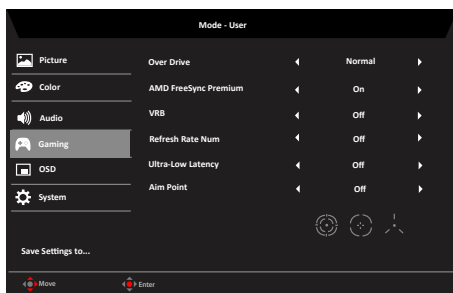 Mode - User
Picture
Over Drive Normal
Color
AMD FreeSync Premium On
Audio
VRB Off
Gaming
Refresh Rate Num Off
OSD
Ultra-Low Latency Off
System
Aim Point Off
Save Settings to...
Move Enter